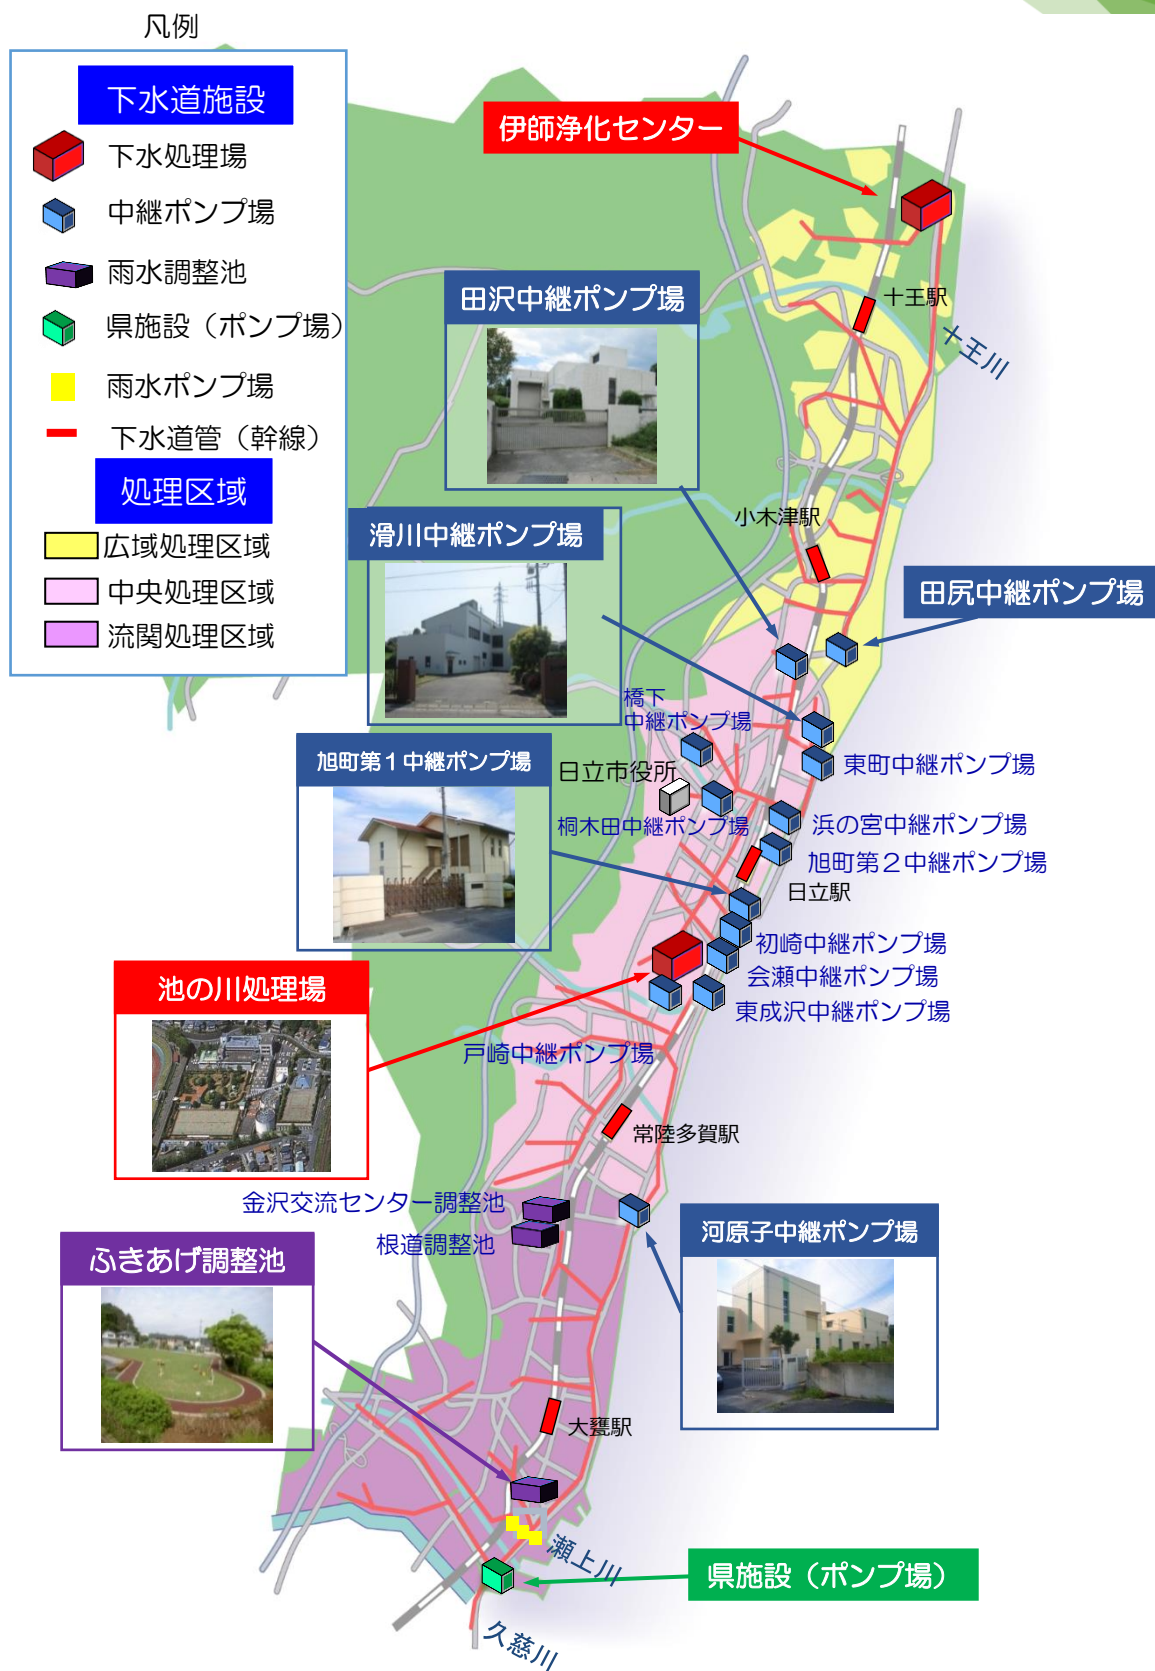 凡例
下水道施設
下水処理場
中継ポンプ場
雨水調整池
県施設（ポンプ場）
雨水ポンプ場
下水道管（幹線）
処理区域
広域処理区域
中央処理区域
流関処理区域
伊師浄化センター
十王駅
十王川
田沢中継ポンプ場
小木津駅
滑川中継ポンプ場
田尻中継ポンプ場
橋下
中継ポンプ場
東町中継ポンプ場
旭町第１中継ポンプ場
日立市役所
桐木田中継ポンプ場
浜の宮中継ポンプ場
旭町第２中継ポンプ場
日立駅
初崎中継ポンプ場
会瀬中継ポンプ場
東成沢中継ポンプ場
池の川処理場
戸崎中継ポンプ場
常陸多賀駅
金沢交流センター調整池
根道調整池
河原子中継ポンプ場
ふきあげ調整池
大甕駅
瀬上川
県施設（ポンプ場）
久慈川